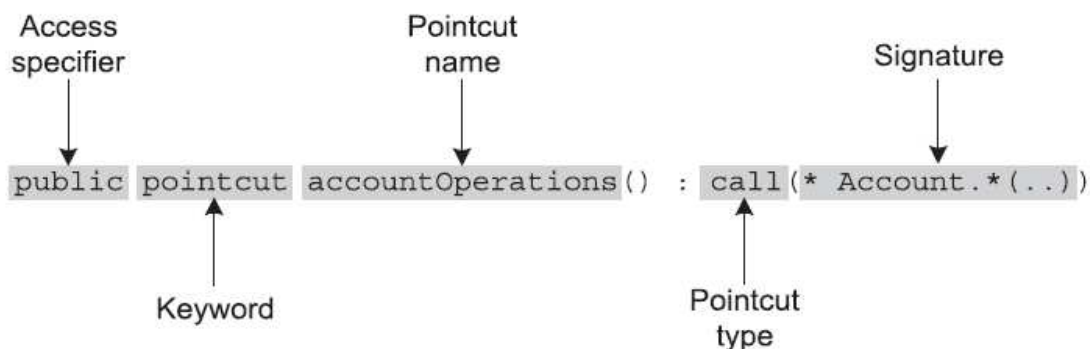 Access
specifier
Pointcut
name
Signature
public pointcut accountOperations() : call(* Account.*(..))
Keyword
Pointcut
type